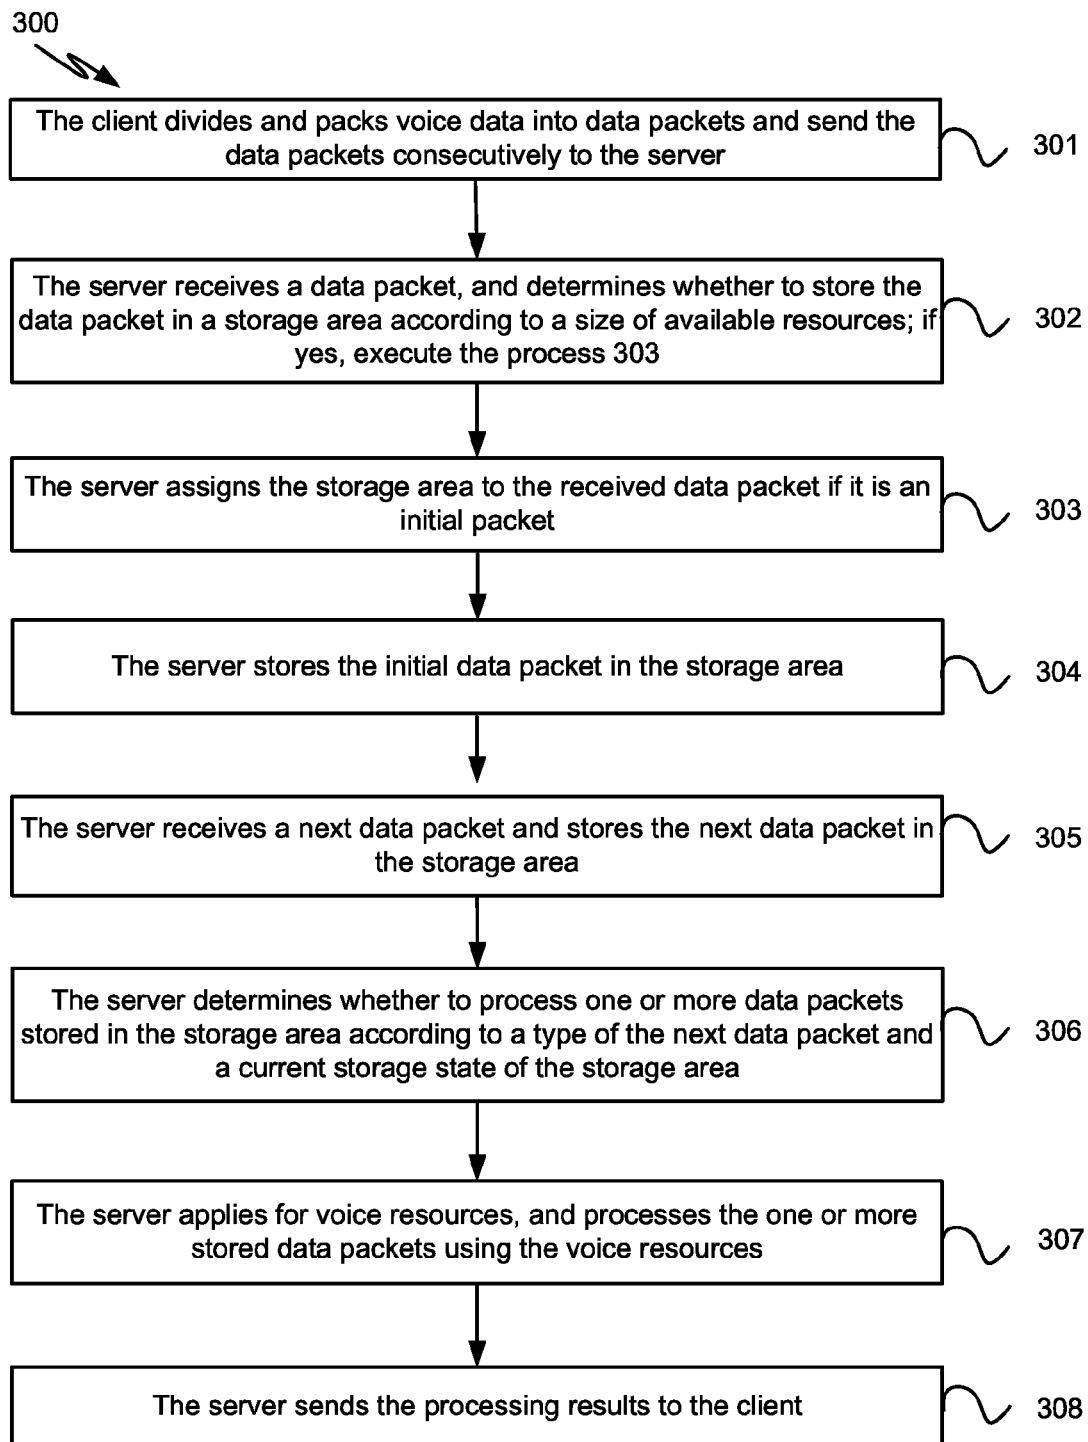 300
The client divides and packs voice data into data packets and send the
data packets consecutively to the server
301
The server receives a data packet, and determines whether to store the
data packet in a storage area according to a size of available resources; if
yes, execute the process 303
302
The server assigns the storage area to the received data packet if it is an
initial packet
303
The server stores the initial data packet in the storage area
304
The server receives a next data packet and stores the next data packet in
the storage area
305
The server determines whether to process one or more data packets
stored in the storage area according to a type of the next data packet and
a current storage state of the storage area
306
The server applies for voice resources, and processes the one or more
stored data packets using the voice resources
307
The server sends the processing results to the client
308